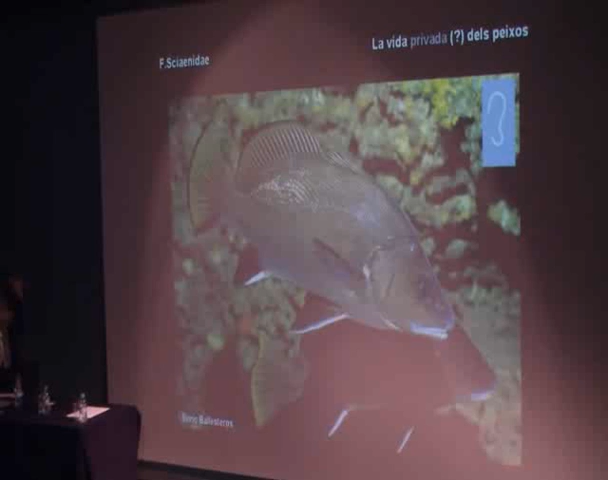 La vida privada (?) dels peixos
F.Sciaenidae
Enric Ballesteros